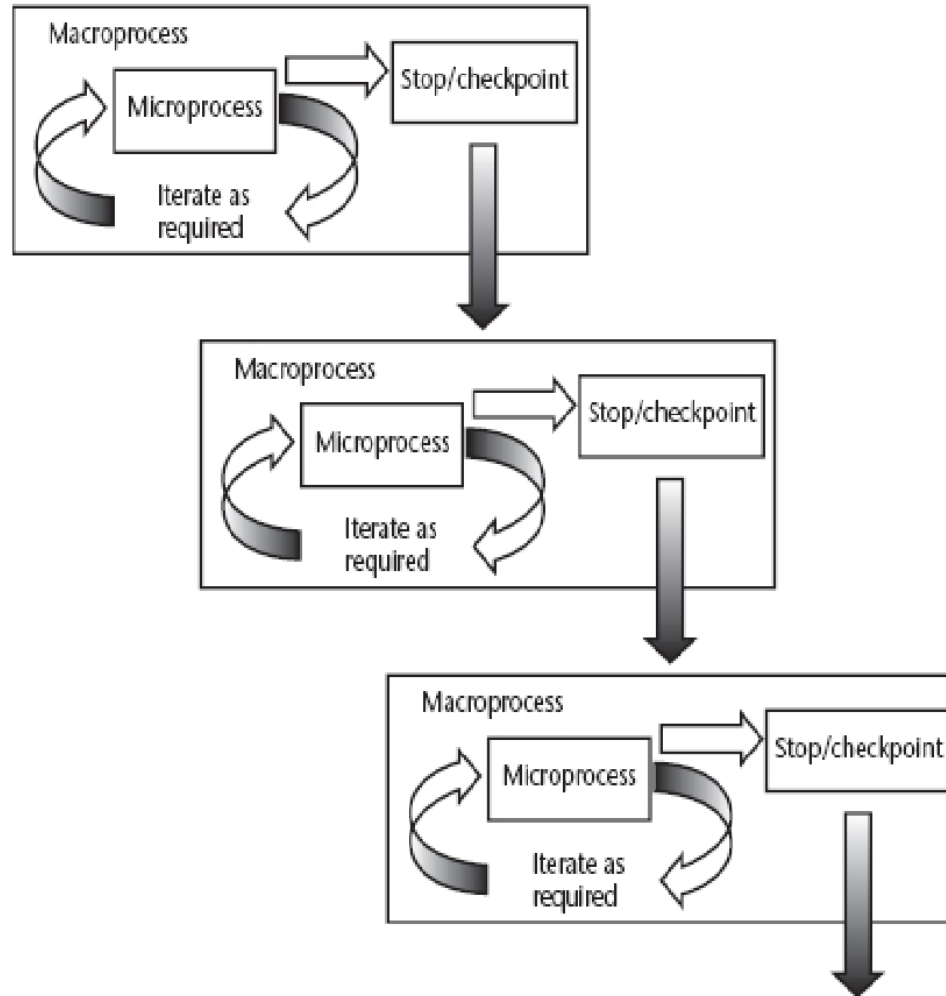 Macroprocess
Microprocess
Stop/checkpoint
Iterate as
required
Macroprocess
Microprocess
Stop/checkpoint
Iterate as
required
Macroprocess
Microprocess
Stop/checkpoint
Iterate as
required